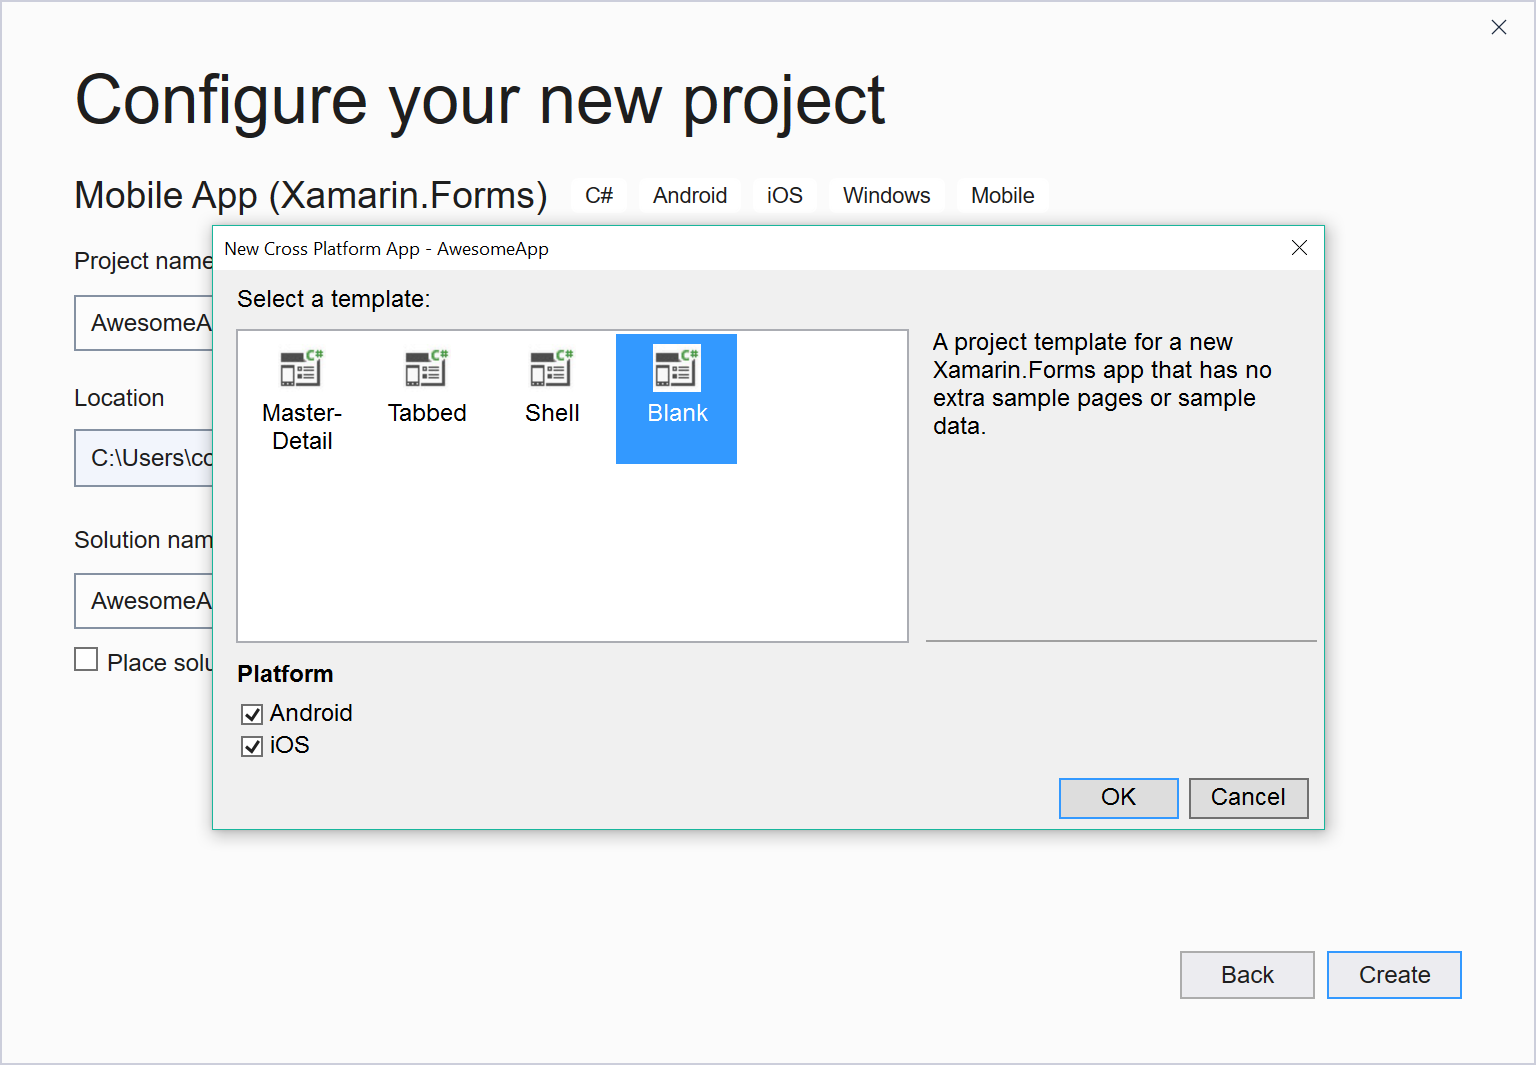 Configure your new project
Mobile App (Xamarin.Forms) C# Android iOS Windows Mobile
Project name
AwesomeA
Location
C:\Users\co
Solution nam
AwesomeA
Place solu
New Cross Platform App - AwesomeApp
Select a template:
C# C# C# C#
Master-
Detail
Tabbed
Shell
Blank
A project template for a new
Xamarin.Forms app that has no
extra sample pages or sample
data.
Platform
Android
iOS
OK Cancel
Back Create